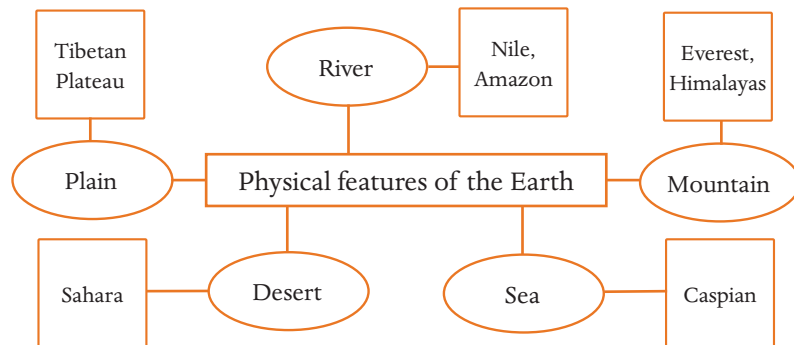 Tibetan
Plateau
River
Nile,
Amazon
Everest,
Himalayas
Plain
Physical features of the Earth
Mountain
Sahara
Desert
Sea
Caspian